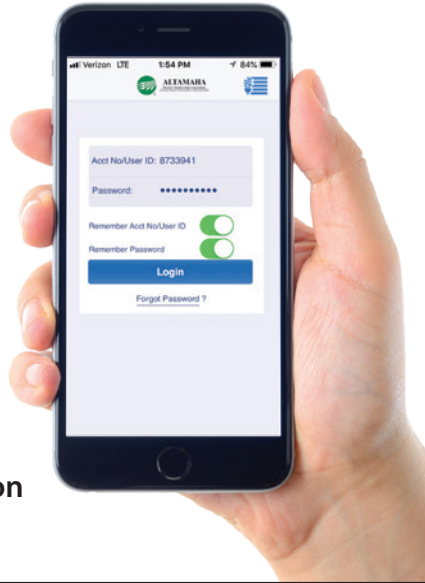 Verizon LTE 1:54 PM 84%
ALTAMAHA
Acct No/User ID: 8733941
Password: ••••••••••
Remember Acct No/User ID
Remember Password
Login
Forgot Password ?
on